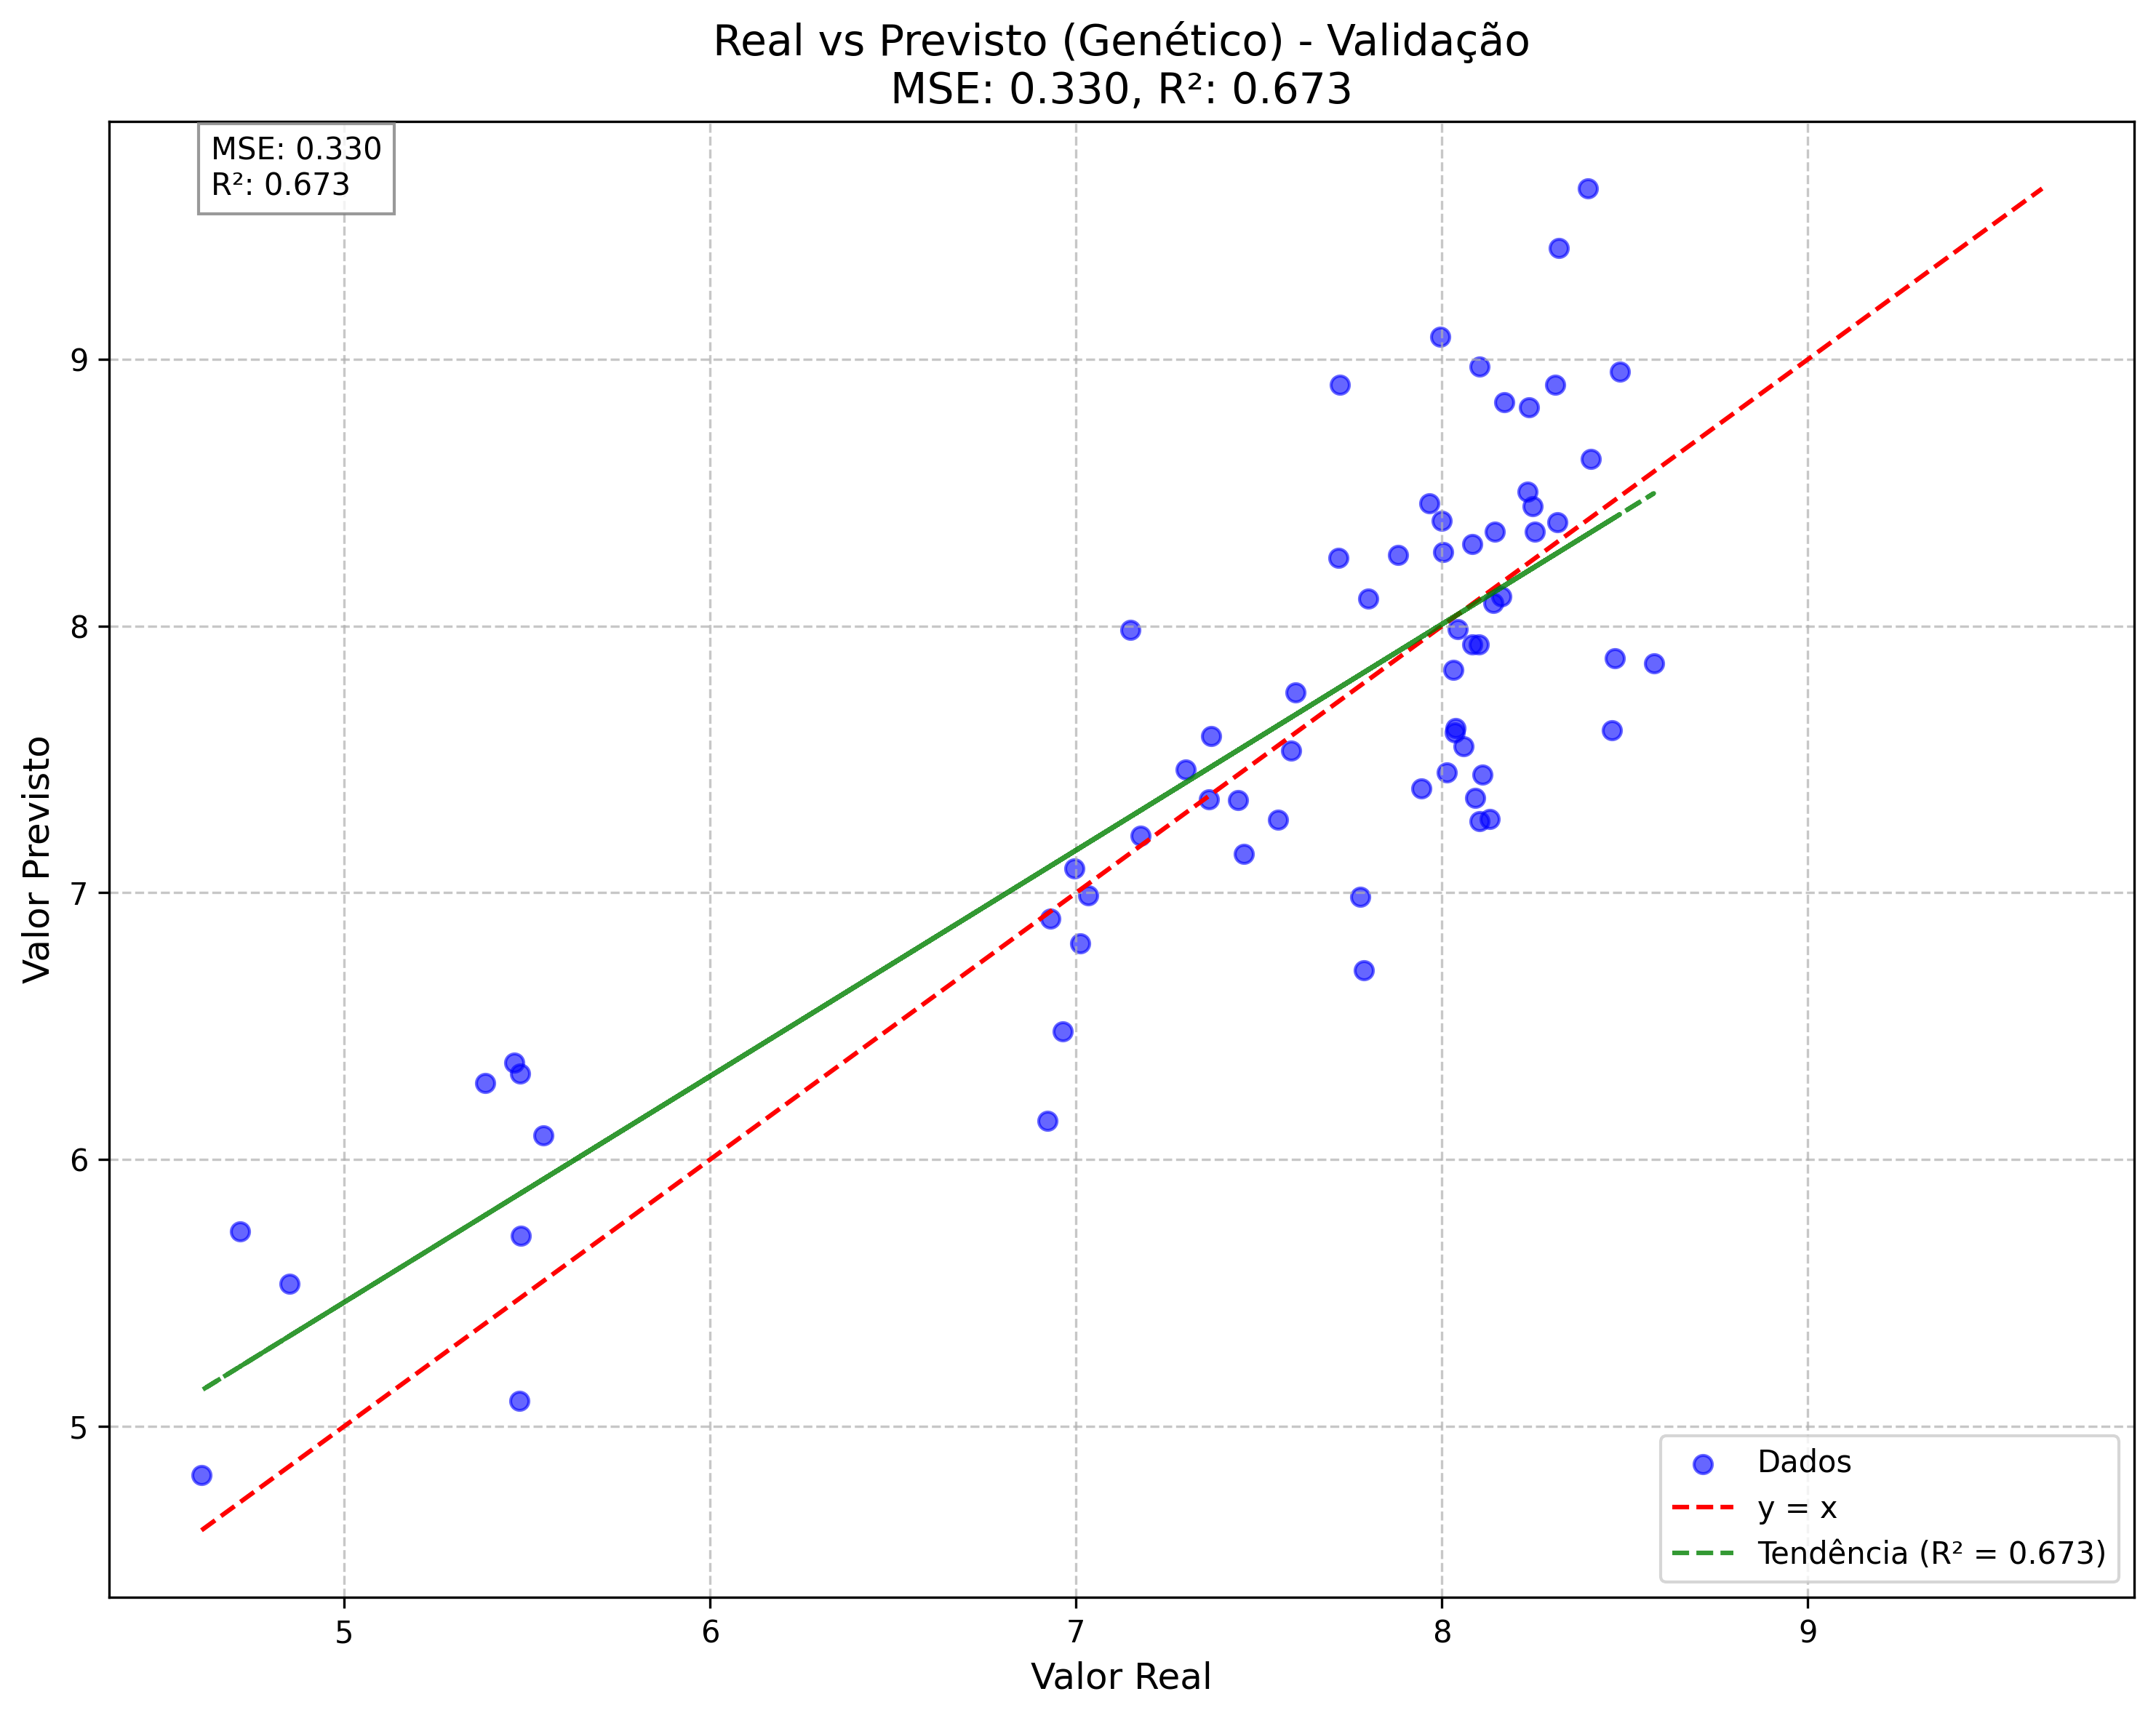 Real vs Previsto (Genético) - Validação
MSE: 0.330, R²: 0.673
MSE: 0.330
R²: 0.673
9
8
7
6
5
Valor Previsto
5
6
7
8
9
Valor Real
Dados
y = x
Tendência (R² = 0.673)